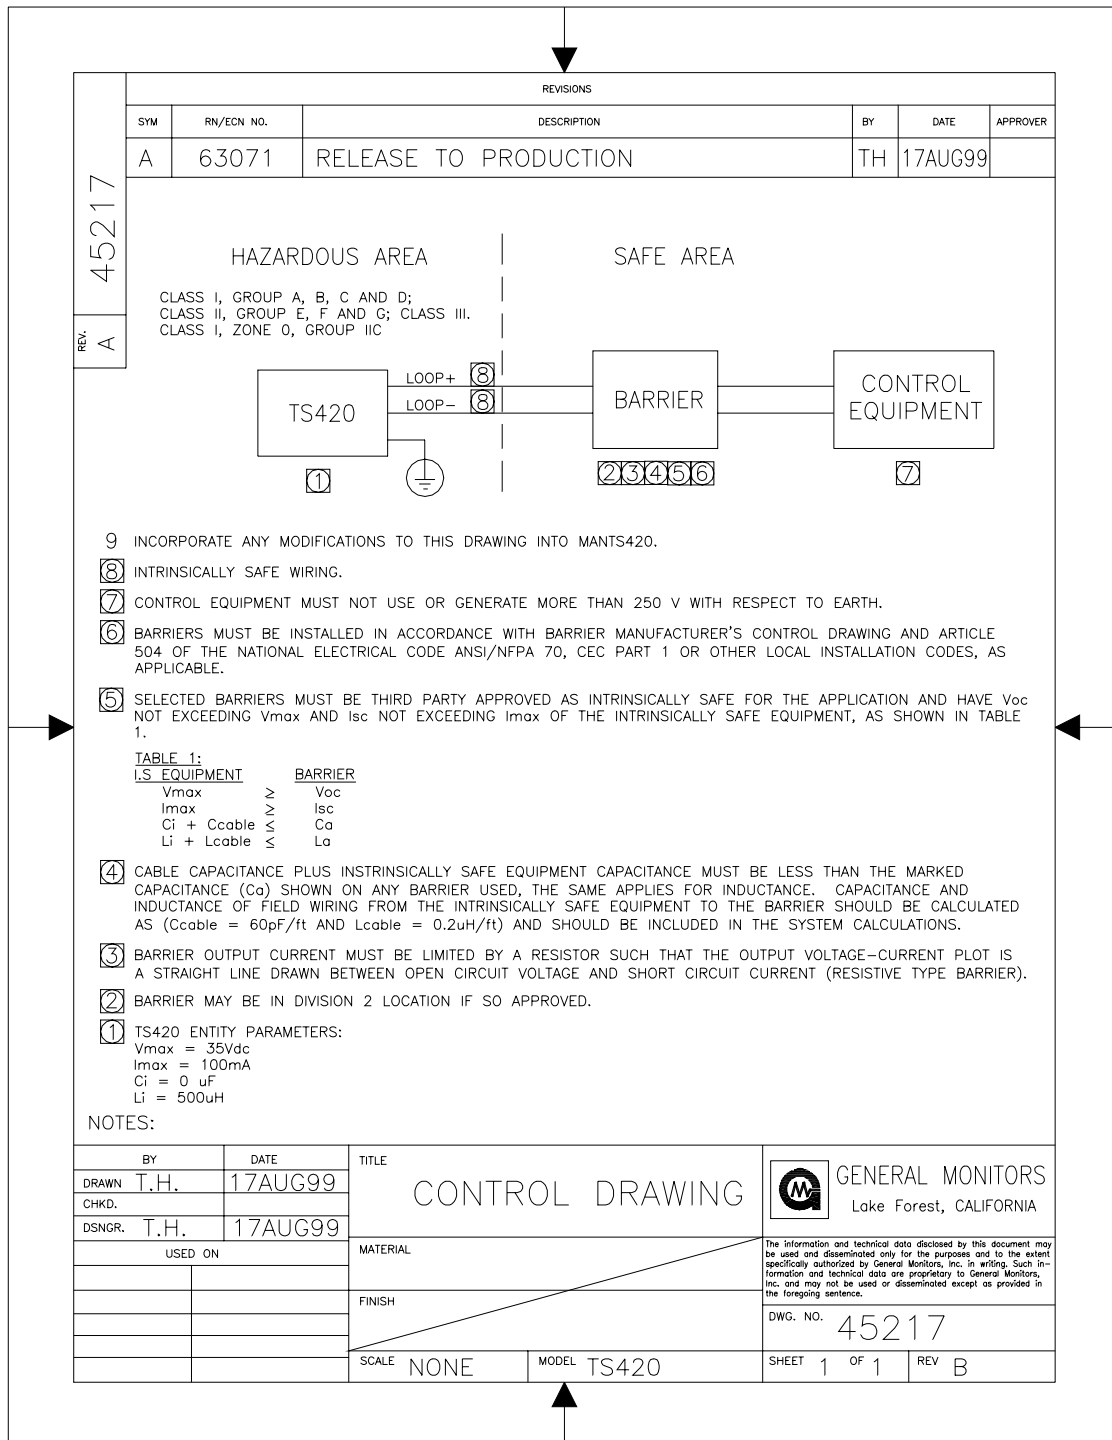 REVISIONS
SYM RN/ECN NO. DESCRIPTION BY DATE APPROVER
A 63071 RELEASE TO PRODUCTION TH 17AUG99
45217
REV.
A
HAZARDOUS AREA SAFE AREA
CLASS I, GROUP A, B, C AND D;
CLASS II, GROUP E, F AND G; CLASS III.
CLASS I, ZONE 0, GROUP IIC
TS420
LOOP+ 8
LOOP- 8
BARRIER
CONTROL
EQUIPMENT
1
2 3 4 5 6
7
9 INCORPORATE ANY MODIFICATIONS TO THIS DRAWING INTO MANTS420.
8 INTRINSICALLY SAFE WIRING.
7 CONTROL EQUIPMENT MUST NOT USE OR GENERATE MORE THAN 250 V WITH RESPECT TO EARTH.
6 BARRIERS MUST BE INSTALLED IN ACCORDANCE WITH BARRIER MANUFACTURER'S CONTROL DRAWING AND ARTICLE
504 OF THE NATIONAL ELECTRICAL CODE ANSI/NFPA 70, CEC PART 1 OR OTHER LOCAL INSTALLATION CODES, AS
APPLICABLE.
5 SELECTED BARRIERS MUST BE THIRD PARTY APPROVED AS INTRINSICALLY SAFE FOR THE APPLICATION AND HAVE Voc
NOT EXCEEDING Vmax AND Isc NOT EXCEEDING Imax OF THE INTRINSICALLY SAFE EQUIPMENT, AS SHOWN IN TABLE
1.
TABLE 1:
I.S EQUIPMENT BARRIER
Vmax ≥ Voc
Imax ≥ Isc
Ci + Ccable ≤ Ca
Li + Lcable ≤ La
4 CABLE CAPACITANCE PLUS INSTRINSICALLY SAFE EQUIPMENT CAPACITANCE MUST BE LESS THAN THE MARKED
CAPACITANCE (Ca) SHOWN ON ANY BARRIER USED, THE SAME APPLIES FOR INDUCTANCE. CAPACITANCE AND
INDUCTANCE OF FIELD WIRING FROM THE INTRINSICALLY SAFE EQUIPMENT TO THE BARRIER SHOULD BE CALCULATED
AS (Ccable = 60pF/ft AND Lcable = 0.2uH/ft) AND SHOULD BE INCLUDED IN THE SYSTEM CALCULATIONS.
3 BARRIER OUTPUT CURRENT MUST BE LIMITED BY A RESISTOR SUCH THAT THE OUTPUT VOLTAGE-CURRENT PLOT IS
A STRAIGHT LINE DRAWN BETWEEN OPEN CIRCUIT VOLTAGE AND SHORT CIRCUIT CURRENT (RESISTIVE TYPE BARRIER).
2 BARRIER MAY BE IN DIVISION 2 LOCATION IF SO APPROVED.
1 TS420 ENTITY PARAMETERS:
Vmax = 35Vdc
Imax = 100mA
Ci = 0 uF
Li = 500uH
NOTES:
BY DATE
DRAWN T.H. 17AUG99
CHKD.
DSNGR. T.H. 17AUG99
USED ON
TITLE
CONTROL DRAWING
MATERIAL
FINISH
SCALE NONE MODEL TS420
GENERAL MONITORS
Lake Forest, CALIFORNIA
The information and technical data disclosed by this document may
be used and disseminated only for the purposes and to the extent
specifically authorized by General Monitors, Inc. in writing. Such in-
formation and technical data are proprietary to General Monitors,
Inc. and may not be used or disseminated except as provided in
the foregoing sentence.
DWG. NO. 45217
SHEET 1 OF 1 REV B